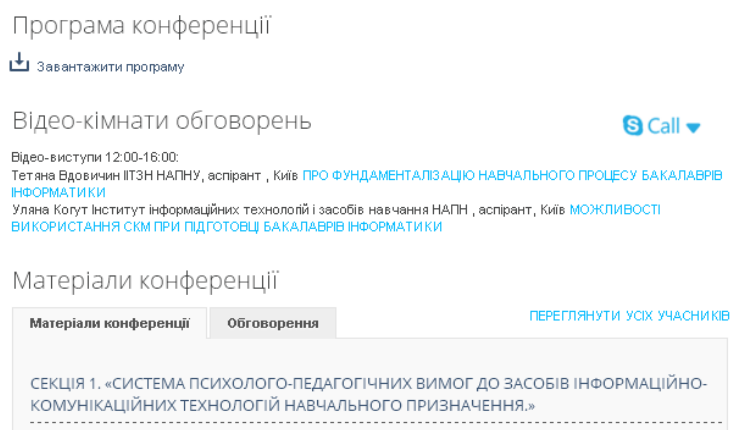 Програма конференції
Завантажити програму
Відео-кімнати обговорень
Call
Відео-виступи 12:00-16:00:
Тетяна Вдовичин ІІТЗН НАПНУ, аспірант , Київ ПРО ФУНДАМЕНТАЛІЗАЦІЮ НАВЧАЛЬНОГО ПРОЦЕСУ БАКАЛАВРІВ
ІНФОРМАТИКИ
Уляна Когут Інститут інформаційних технологій і засобів навчання НАПН , аспірант, Київ МОЖЛИВОСТІ
ВИКОРИСТАННЯ СКМ ПРИ ПІДГОТОВЦІ БАКАЛАВРІВ ІНФОРМАТИКИ
Матеріали конференції
Матеріали конференції Обговорення ПЕРЕГЛЯНУТИ УСІХ УЧАСНИКІВ
СЕКЦІЯ 1. «СИСТЕМА ПСИХОЛОГО-ПЕДАГОГІЧНИХ ВИМОГ ДО ЗАСОБІВ ІНФОРМАЦІЙНО-
КОМУНІКАЦІЙНИХ ТЕХНОЛОГІЙ НАВЧАЛЬНОГО ПРИЗНАЧЕННЯ.»